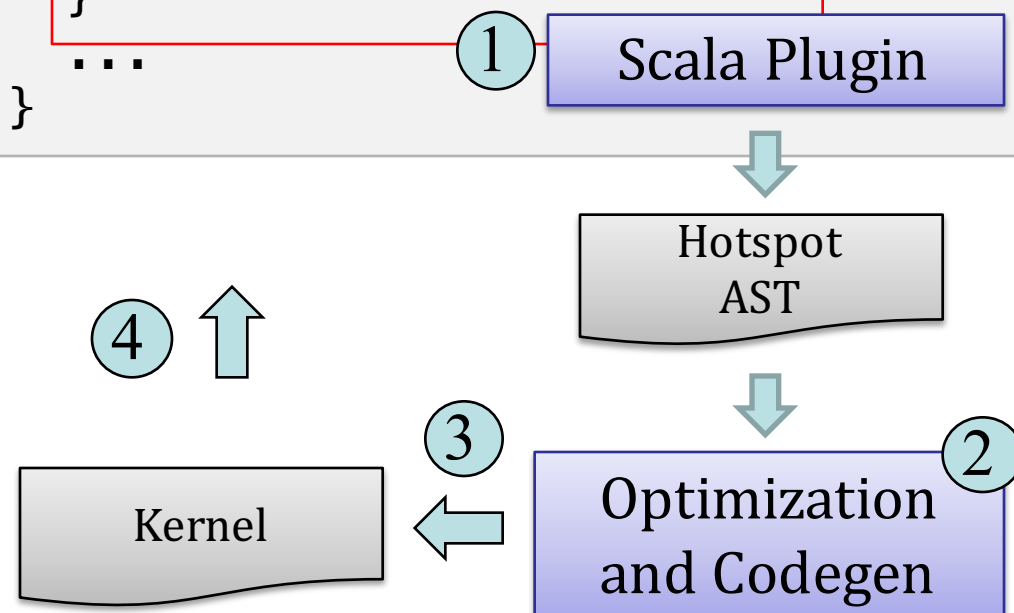 }
...
}
1
Scala Plugin
Hotspot
AST
4
3
2
Kernel
Optimization
and Codegen